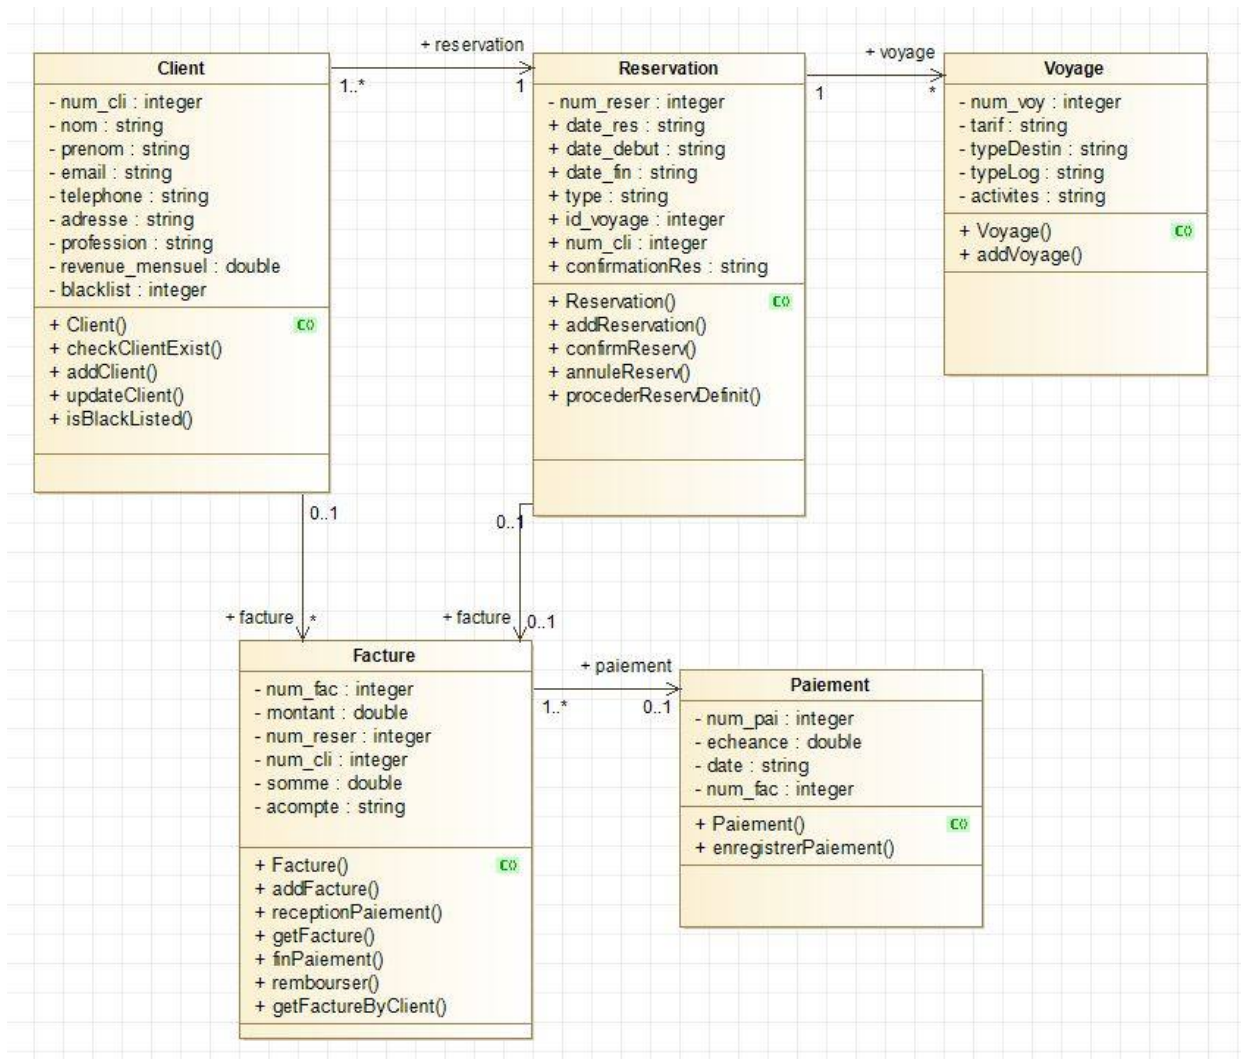 + reservation
1..*
1
+ voyage
1
*
Client
- num_cli : integer
- nom : string
- prenom : string
- email : string
- telephone : string
- adresse : string
- profession : string
- revenue_mensuel : double
- blacklist : integer
+ Client()
C()
+ checkClientExist()
+ addClient()
+ updateClient()
+ isBlackListed()
Reservation
- num_reser : integer
+ date_res : string
+ date_debut : string
+ date_fin : string
+ type : string
+ id_voyage : integer
+ num_cli : integer
+ confirmationRes : string
+ Reservation()
C()
+ addReservation()
+ confirmReserv()
+ annuleReserv()
+ procederReservDefinit()
Voyage
- num_voy : integer
- tarif : string
- typeDestin : string
- typeLog : string
- activites : string
+ Voyage()
C()
+ addVoyage()
0..1
0..1
+ facture
*
+ facture
0..1
Facture
- num_fac : integer
- montant : double
- num_reser : integer
- num_cli : integer
- somme : double
- acompte : string
+ Facture()
C()
+ addFacture()
+ receptionPaiement()
+ getFacture()
+ finPaiement()
+ rembourser()
+ getFactureByClient()
+ paiement
1..*
0..1
Paiement
- num_pai : integer
- echeance : double
- date : string
- num_fac : integer
+ Paiement()
C()
+ enregistrerPaiement()